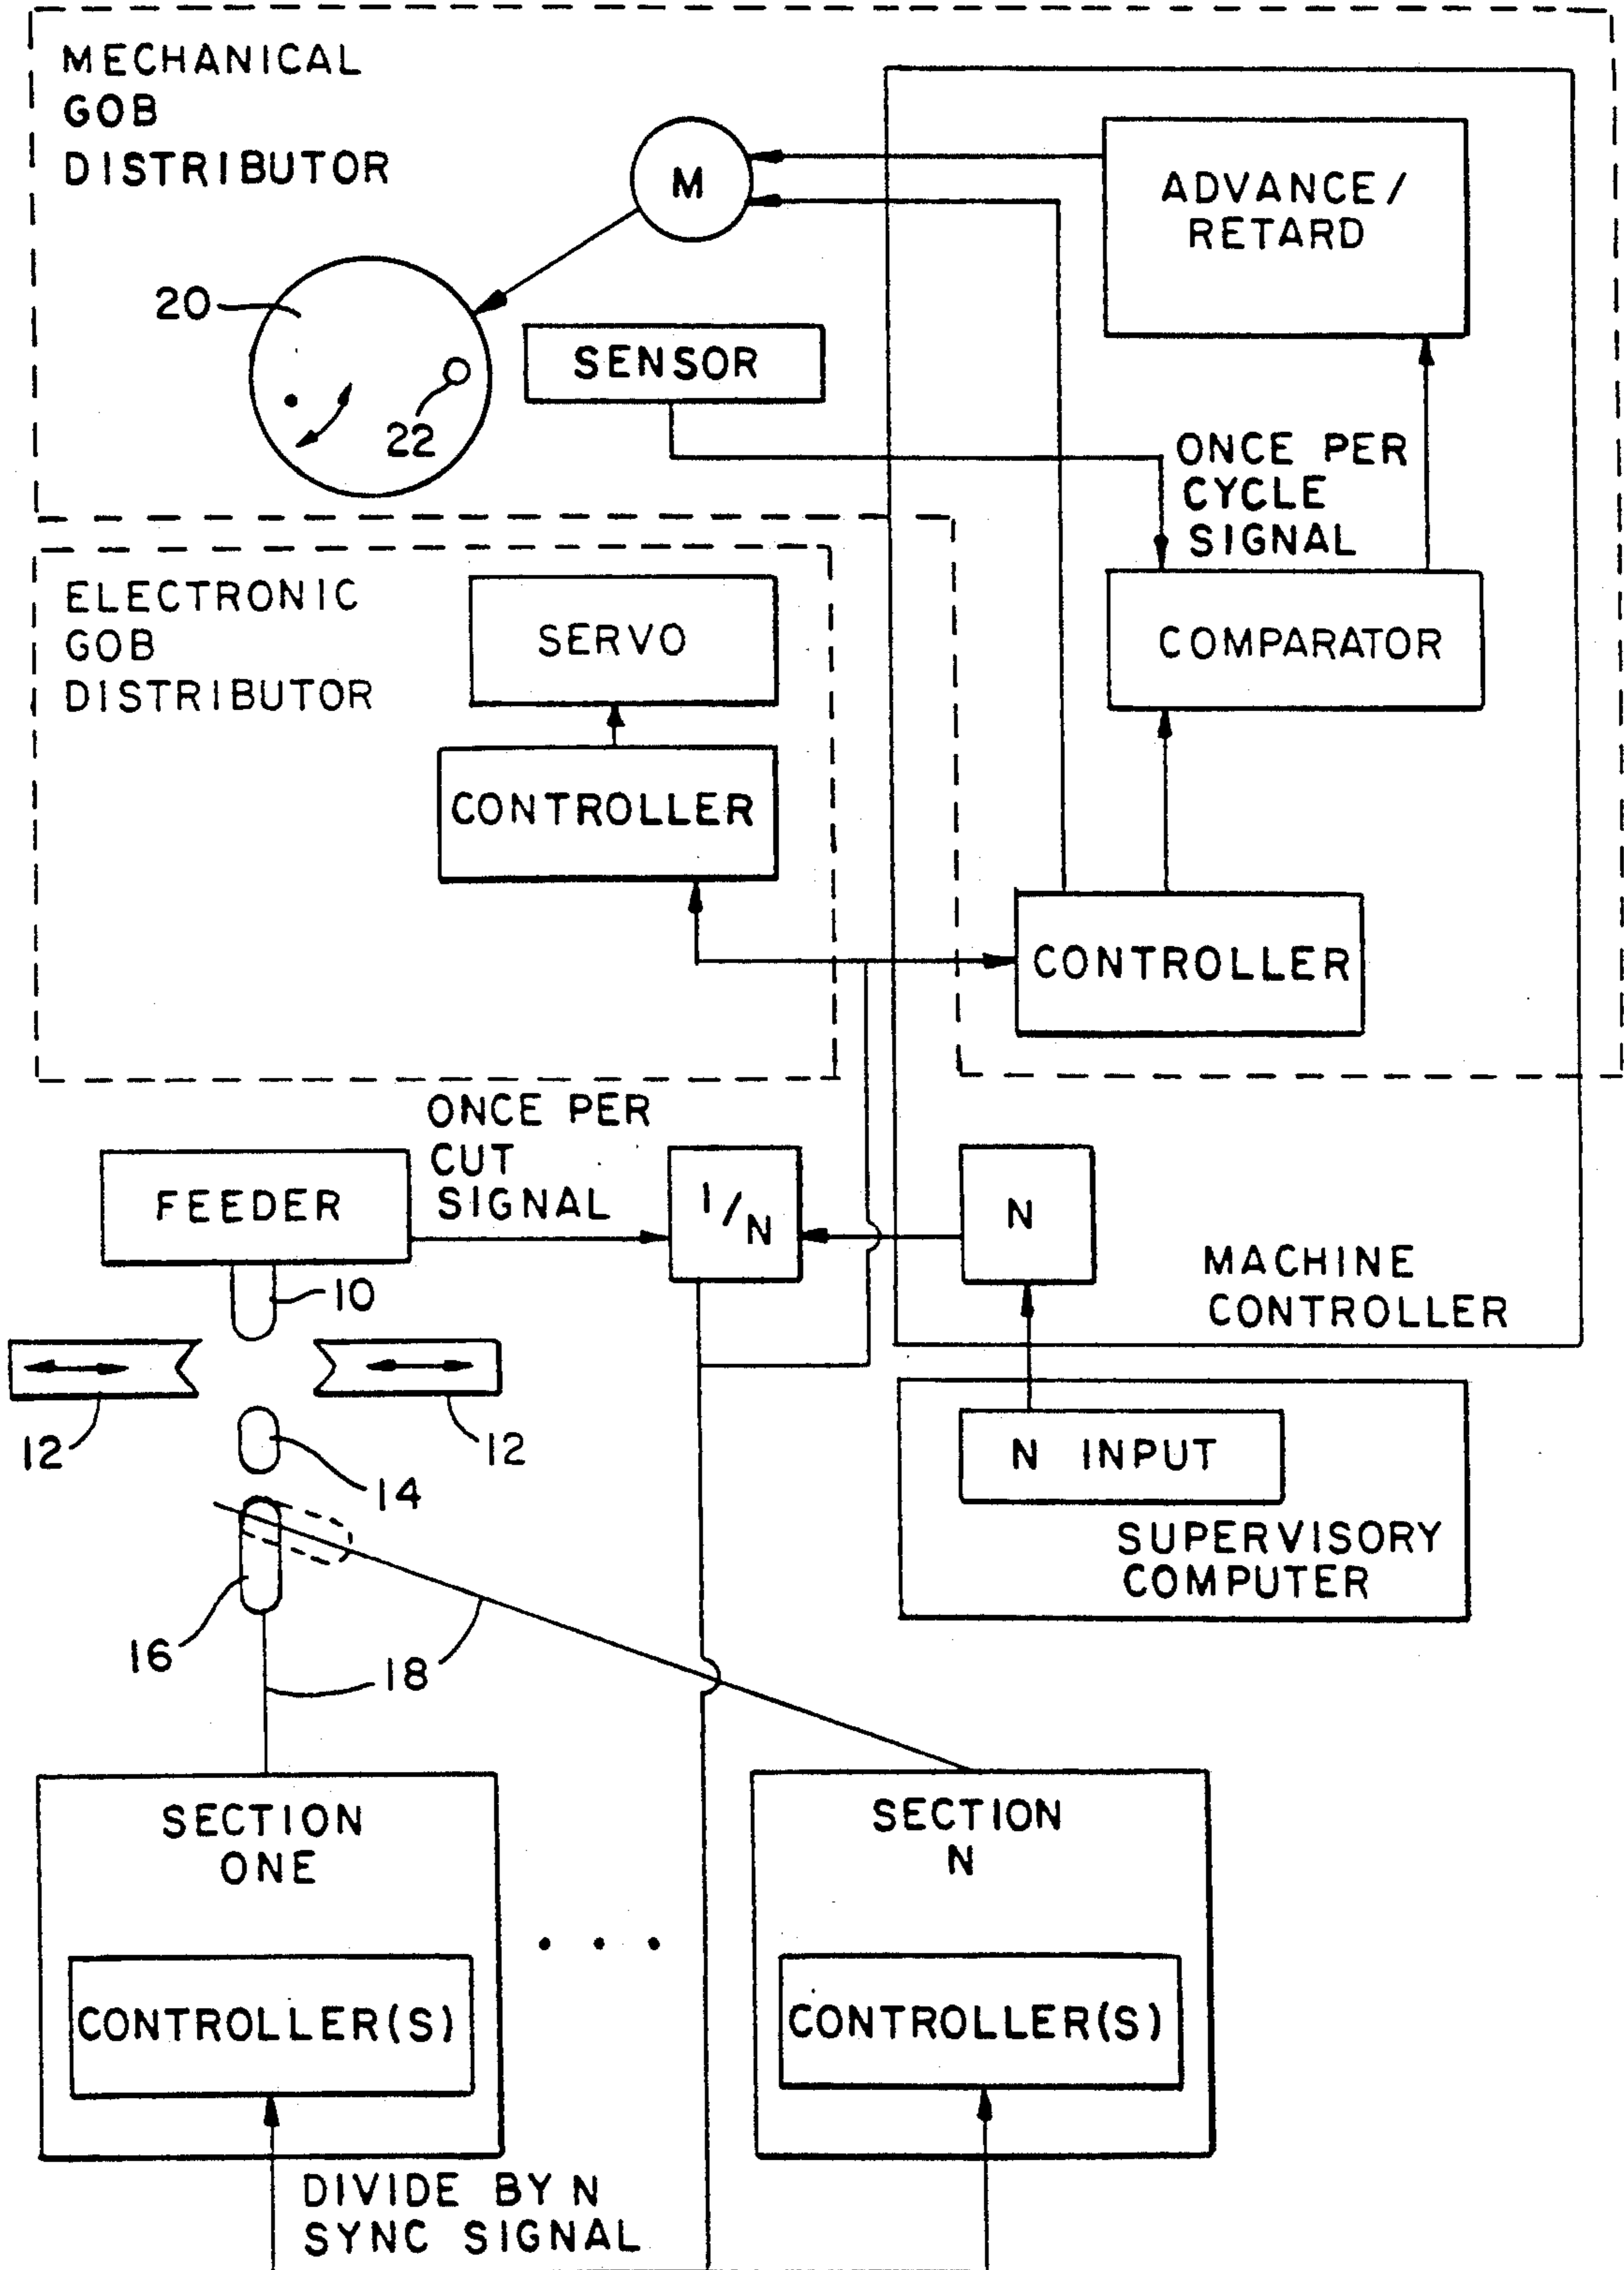 MECHANICAL
GOB
DISTRIBUTOR
M
ADVANCE/
RETARD
20
SENSOR
22
ONCE PER
CYCLE
SIGNAL
ELECTRONIC
GOB
DISTRIBUTOR
SERVO
COMPARATOR
CONTROLLER
CONTROLLER
ONCE PER
CUT
SIGNAL
FEEDER
1/N
N
MACHINE
CONTROLLER
10
12
12
14
N INPUT
SUPERVISORY
COMPUTER
16
18
SECTION
ONE
SECTION
N
CONTROLLER(S)
CONTROLLER(S)
DIVIDE BY N
SYNC SIGNAL